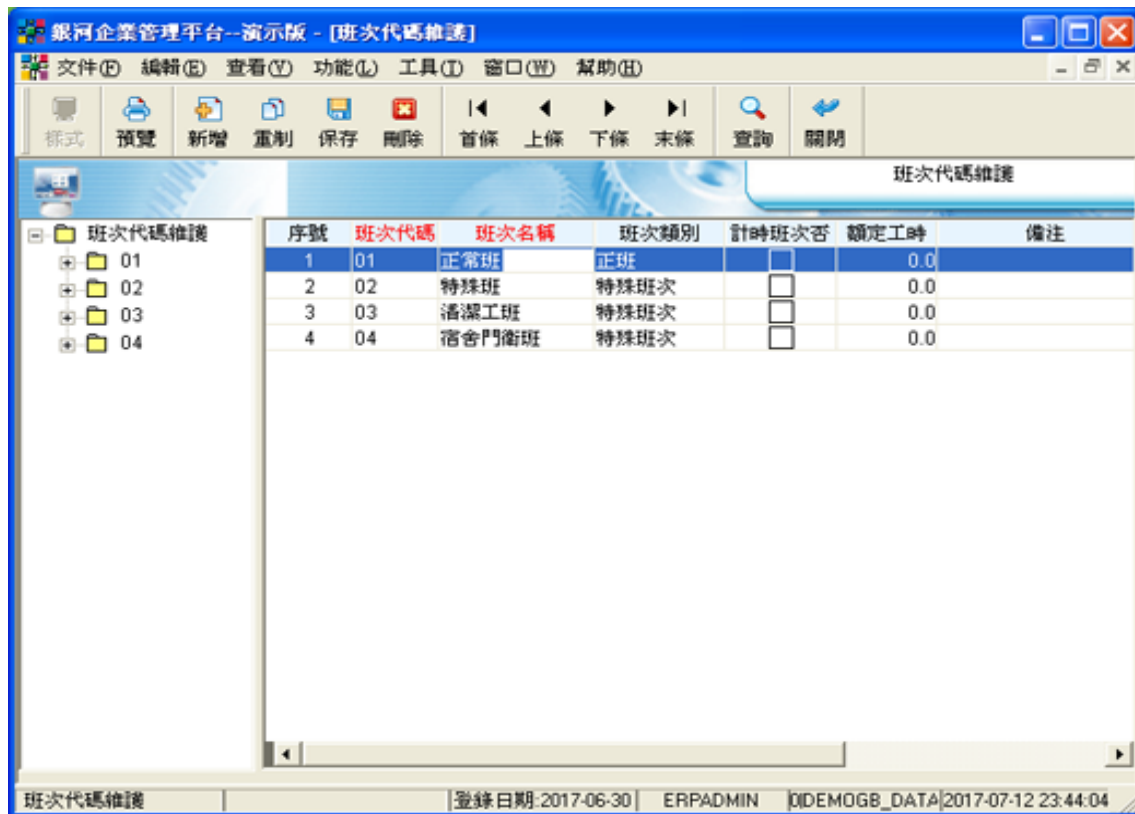 銀河企業管理平台--演示版 - [班次代碼維護]
文件(F) 編輯(E) 查看(V) 功能(L) 工具(T) 窗口(W) 幫助(H)
樣式 預覽 新增 重制 保存 刪除 首條 上條 下條 末條 查詢 關閉
班次代碼維護
班次代碼維護
01
02
03
04
序號 班次代碼 班次名稱 班次類別 計時班次否 額定工時 備注
1 01 正常班 正班 0.0
2 02 特殊班 特殊班次 0.0
3 03 潔工班 特殊班次 0.0
4 04 宿舍門衛班 特殊班次 0.0
班次代碼維護 登錄日期:2017-06-30 ERPADMIN 0 DEMOGB_DATA 2017-07-12 23:44:04